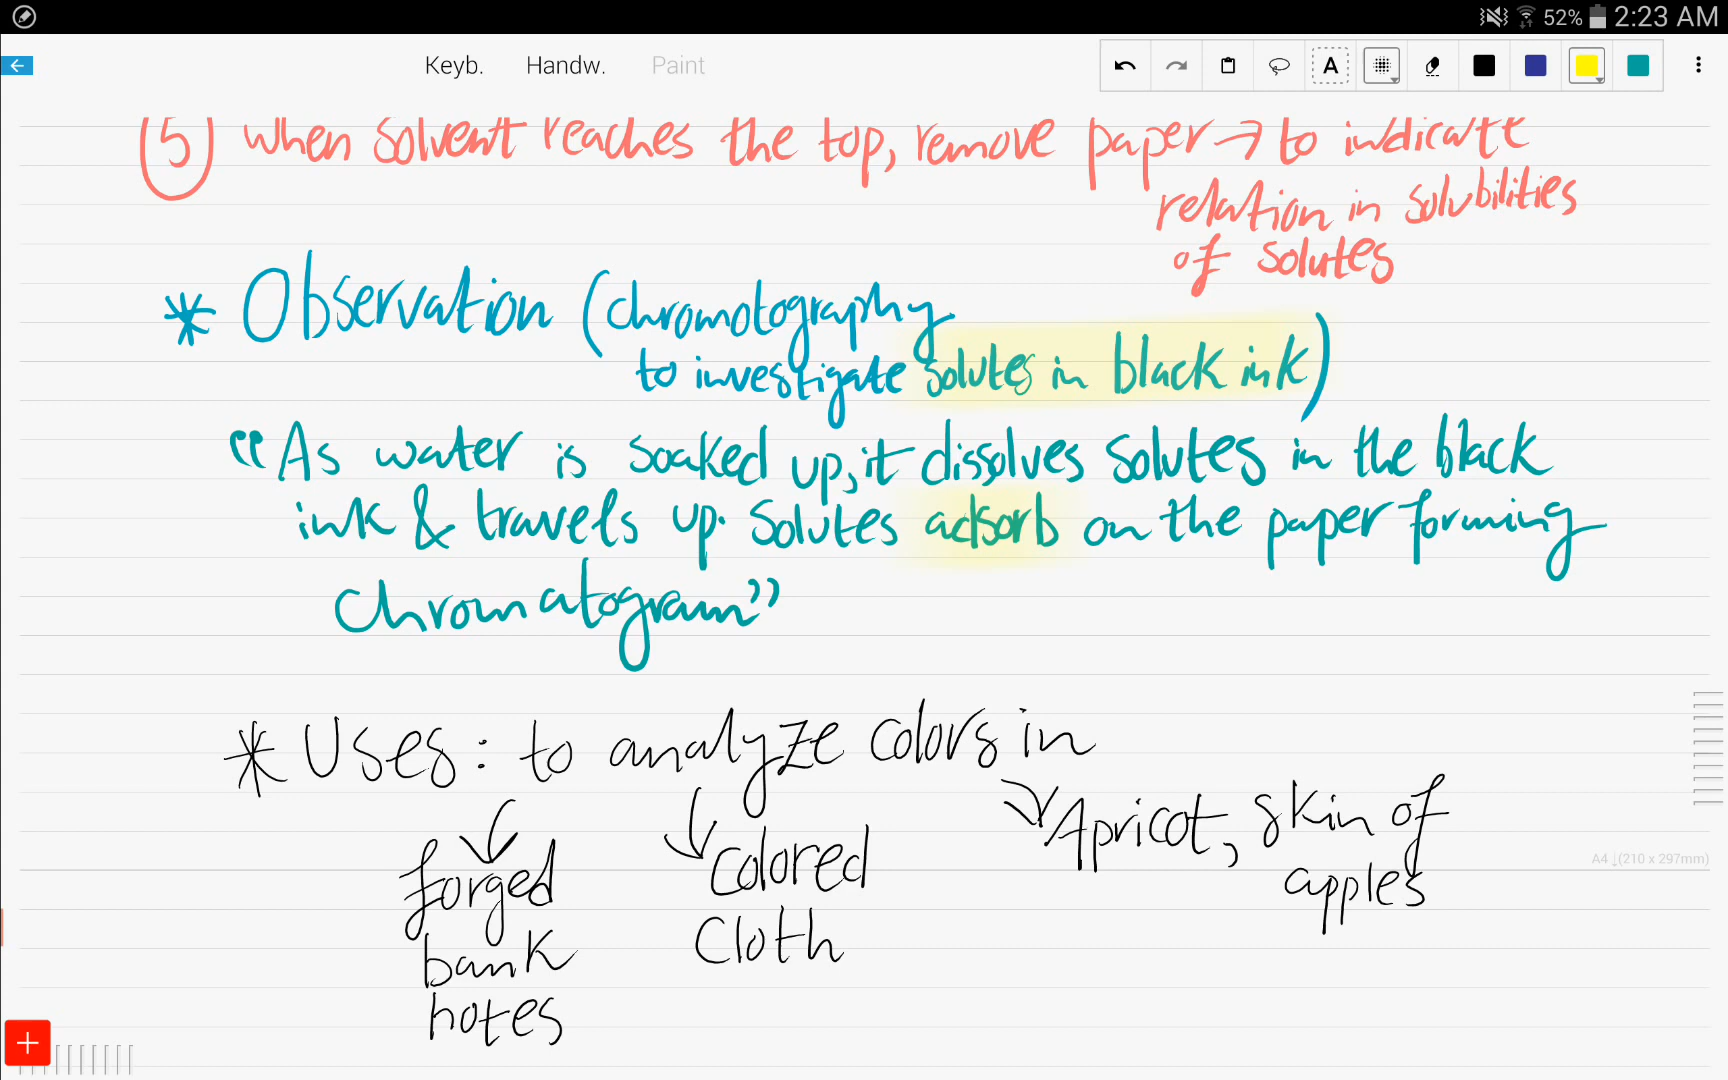 52% 2:23 AM
Keyb. Handw. Paint A
(5) when solvent reaches the top, remove paper → to indicate
relation in solubilities
of solutes
* Observation (chromotography
to investigate solutes in black ink)
“As water is soaked up, it dissolves solutes in the black
ink & travels up. Solutes adsorb on the paper forming
chromatogram”
* Uses: to analyze colors in
forged
bank
notes
colored
cloth
Apricot, skin of
apples
A4 ↓(210 x 297mm)